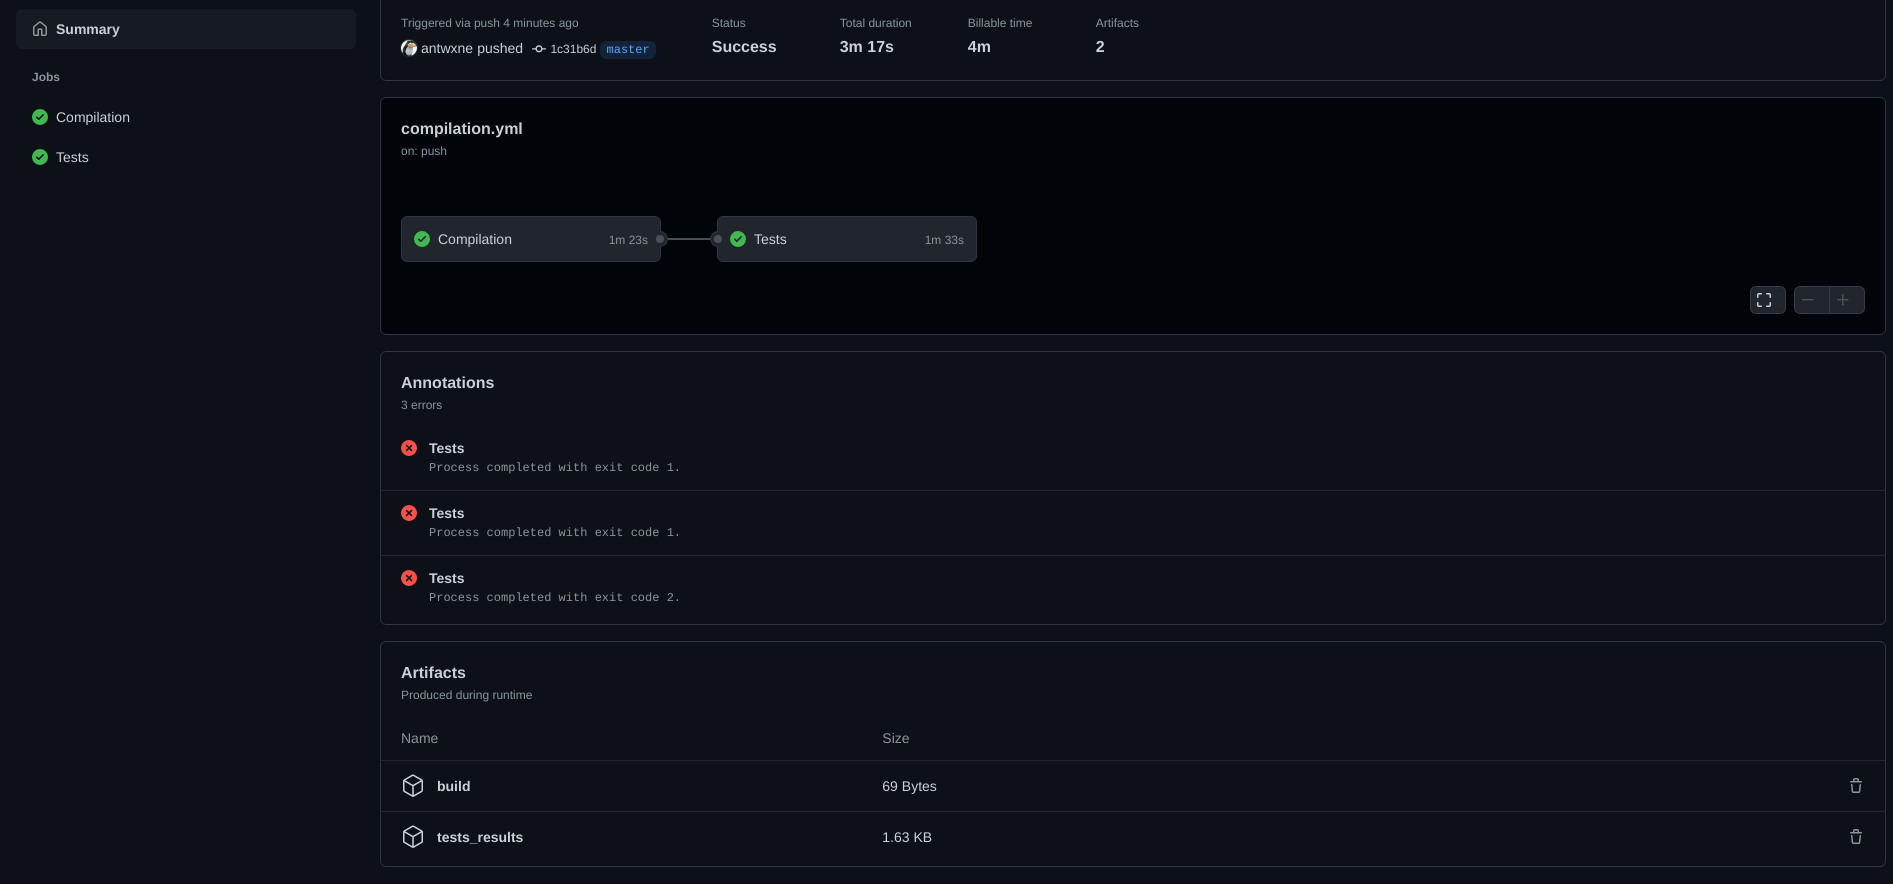 Summary
Jobs
Compilation
Tests
Triggered via push 4 minutes ago
antwxne pushed 1c31b6d master
Status
Success
Total duration
3m 17s
Billable time
4m
Artifacts
2
compilation.yml
on: push
Compilation 1m 23s
Tests 1m 33s
Annotations
3 errors
Tests
Process completed with exit code 1.
Tests
Process completed with exit code 1.
Tests
Process completed with exit code 2.
Artifacts
Produced during runtime
Name Size
build 69 Bytes
tests_results 1.63 KB